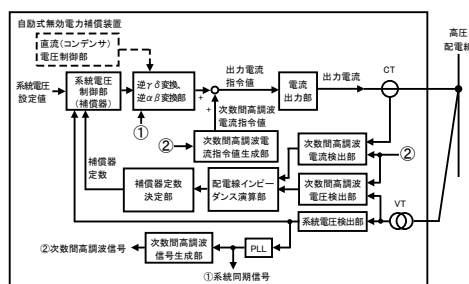 自励式無効電力補償装置
直流(コンデンサ)
電圧制御部
高圧
配電線
系統電圧
設定値
系統電圧
制御部
(補償器)
逆γδ変換、
逆αβ変換部
+
+
出力電流
指令値
電流
出力部
出力電流
CT
①
次数間高調波
電流指令値
②
次数間高調波電
流指令値生成部
次数間高調波
電流検出部
②
補償器
定数
補償器定数
決定部
配電線インピー
ダンス演算部
次数間高調波
電圧検出部
VT
系統電圧検出部
②次数間高調波信号
次数間高調波
信号生成部
PLL
①系統同期信号